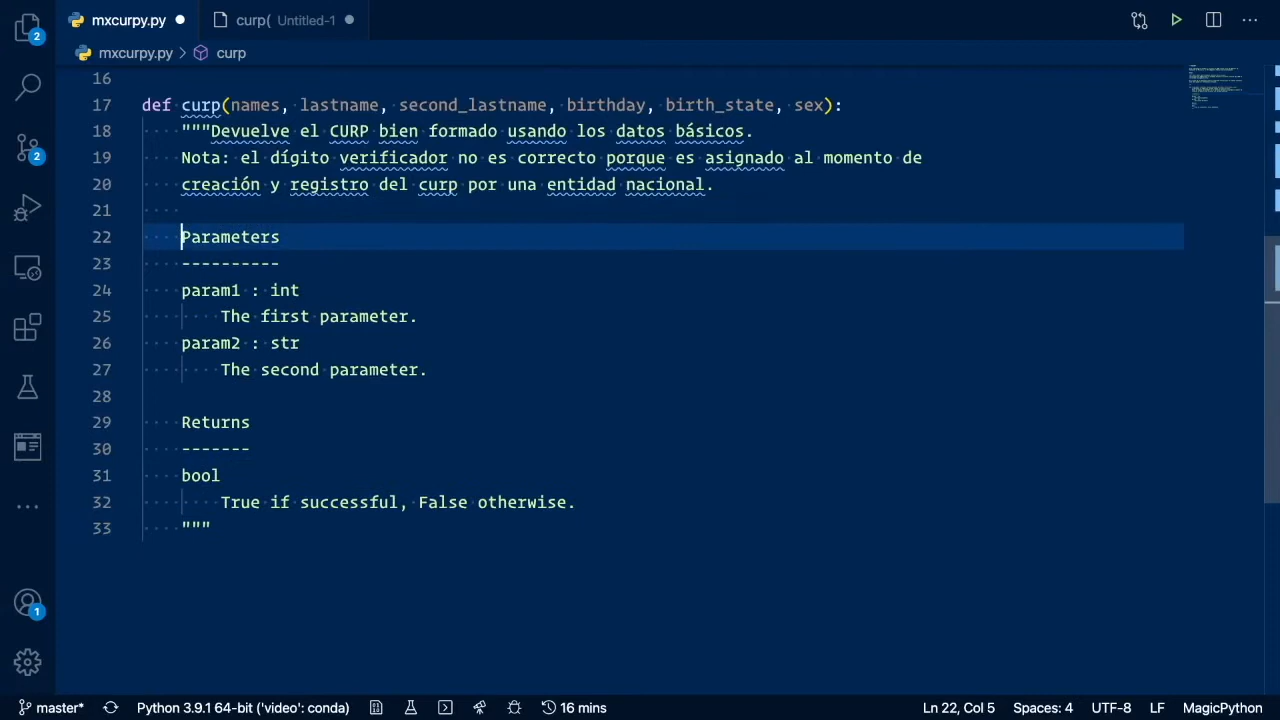 mxcurpy.py
curp( Untitled-1
2
mxcurpy.py > curp
16
17 def curp(names, lastname, second_lastname, birthday, birth_state, sex):
18 """Devuelve el CURP bien formado usando los datos básicos.
19 Nota: el dígito verificador no es correcto porque es asignado al momento de
20 creación y registro del curp por una entidad nacional.
21
22 Parameters
23 ----------
24 param1 : int
25 The first parameter.
26 param2 : str
27 The second parameter.
28
29 Returns
30 -------
31 bool
32 True if successful, False otherwise.
33 """
2
1
master* Python 3.9.1 64-bit ('video': conda) 16 mins Ln 22, Col 5 Spaces: 4 UTF-8 LF MagicPython